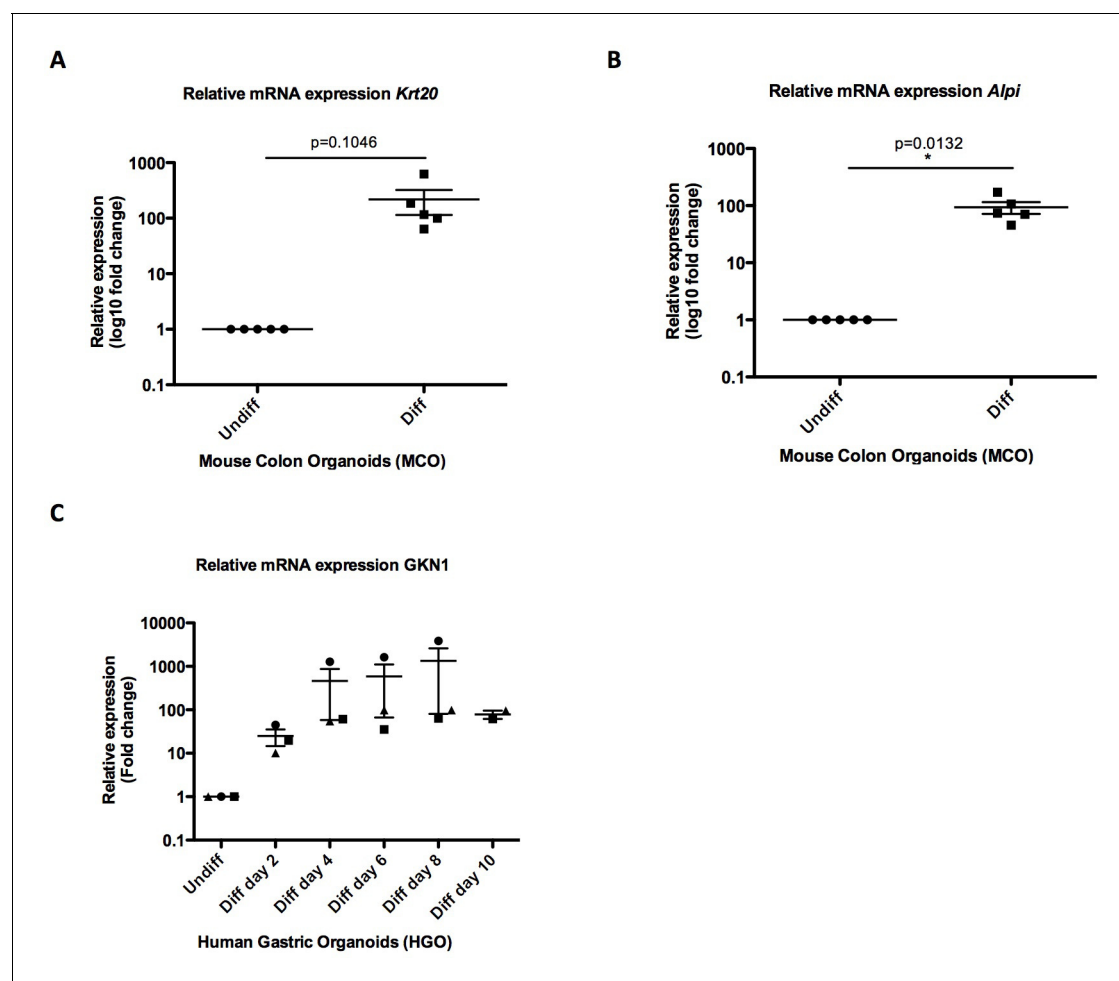 A
Relative mRNA expression Krt20
p=0.1046
1000
100
10
1
0.1
Relative expression
(log10 fold change)
Undiff
Diff
Mouse Colon Organoids (MCO)
B
Relative mRNA expression Alpi
p=0.0132
*
1000
100
10
1
0.1
Relative expression
(log10 fold change)
Undiff
Diff
Mouse Colon Organoids (MCO)
C
Relative mRNA expression GKN1
10000
1000
100
10
1
0.1
Relative expression
(Fold change)
Undiff
Diff day 2
Diff day 4
Diff day 6
Diff day 8
Diff day 10
Human Gastric Organoids (HGO)